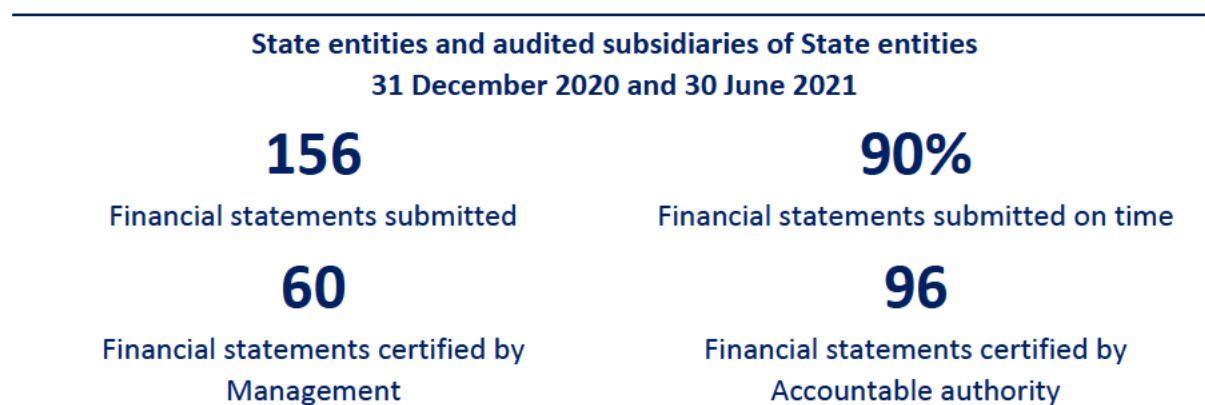 State entities and audited subsidiaries of State entities
31 December 2020 and 30 June 2021
156
Financial statements submitted
90%
Financial statements submitted on time
60
Financial statements certified by
Management
96
Financial statements certified by
Accountable authority